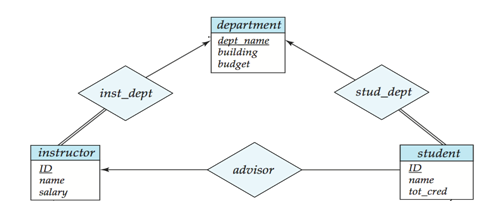 department
dept_name
building
budget
inst_dept
stud_dept
instructor
ID
name
salary
advisor
student
ID
name
tot_cred